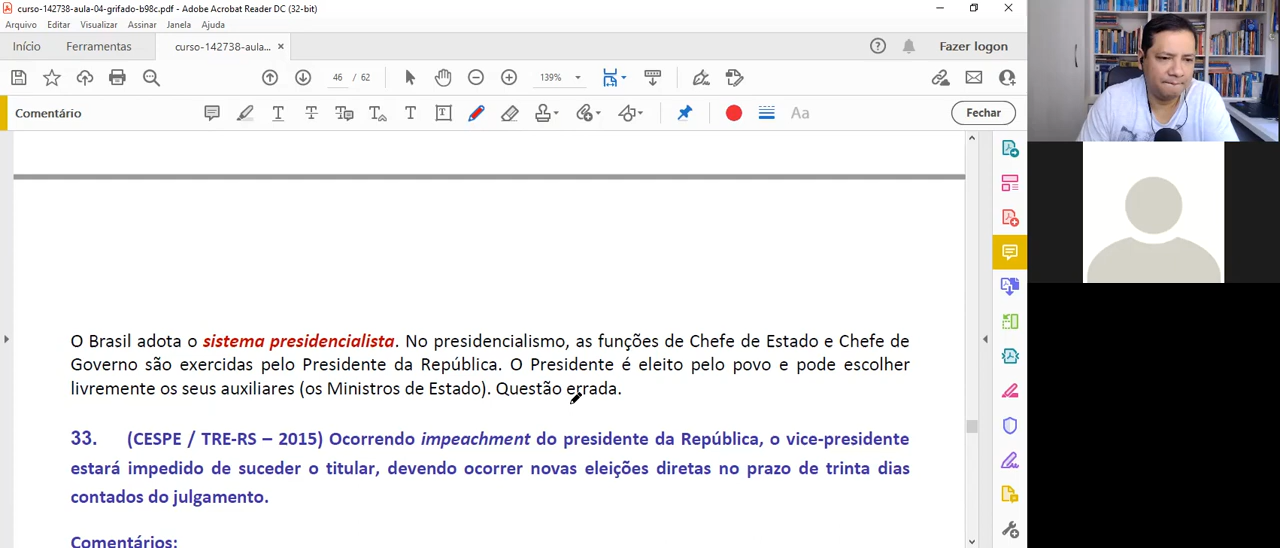 curso-142738-aula-04-grifado-b98c.pdf - Adobe Acrobat Reader DC (32-bit)
Arquivo Editar Visualizar Assinar Janela Ajuda
Início Ferramentas curso-142738-aula... × Fazer logon
46 / 62 139%
Comentário Aa Fechar
O Brasil adota o sistema presidencialista. No presidencialismo, as funções de Chefe de Estado e Chefe de
Governo são exercidas pelo Presidente da República. O Presidente é eleito pelo povo e pode escolher
livremente os seus auxiliares (os Ministros de Estado). Questão errada.
33. (CESPE / TRE-RS – 2015) Ocorrendo impeachment do presidente da República, o vice-presidente
estará impedido de suceder o titular, devendo ocorrer novas eleições diretas no prazo de trinta dias
contados do julgamento.
Comentários: